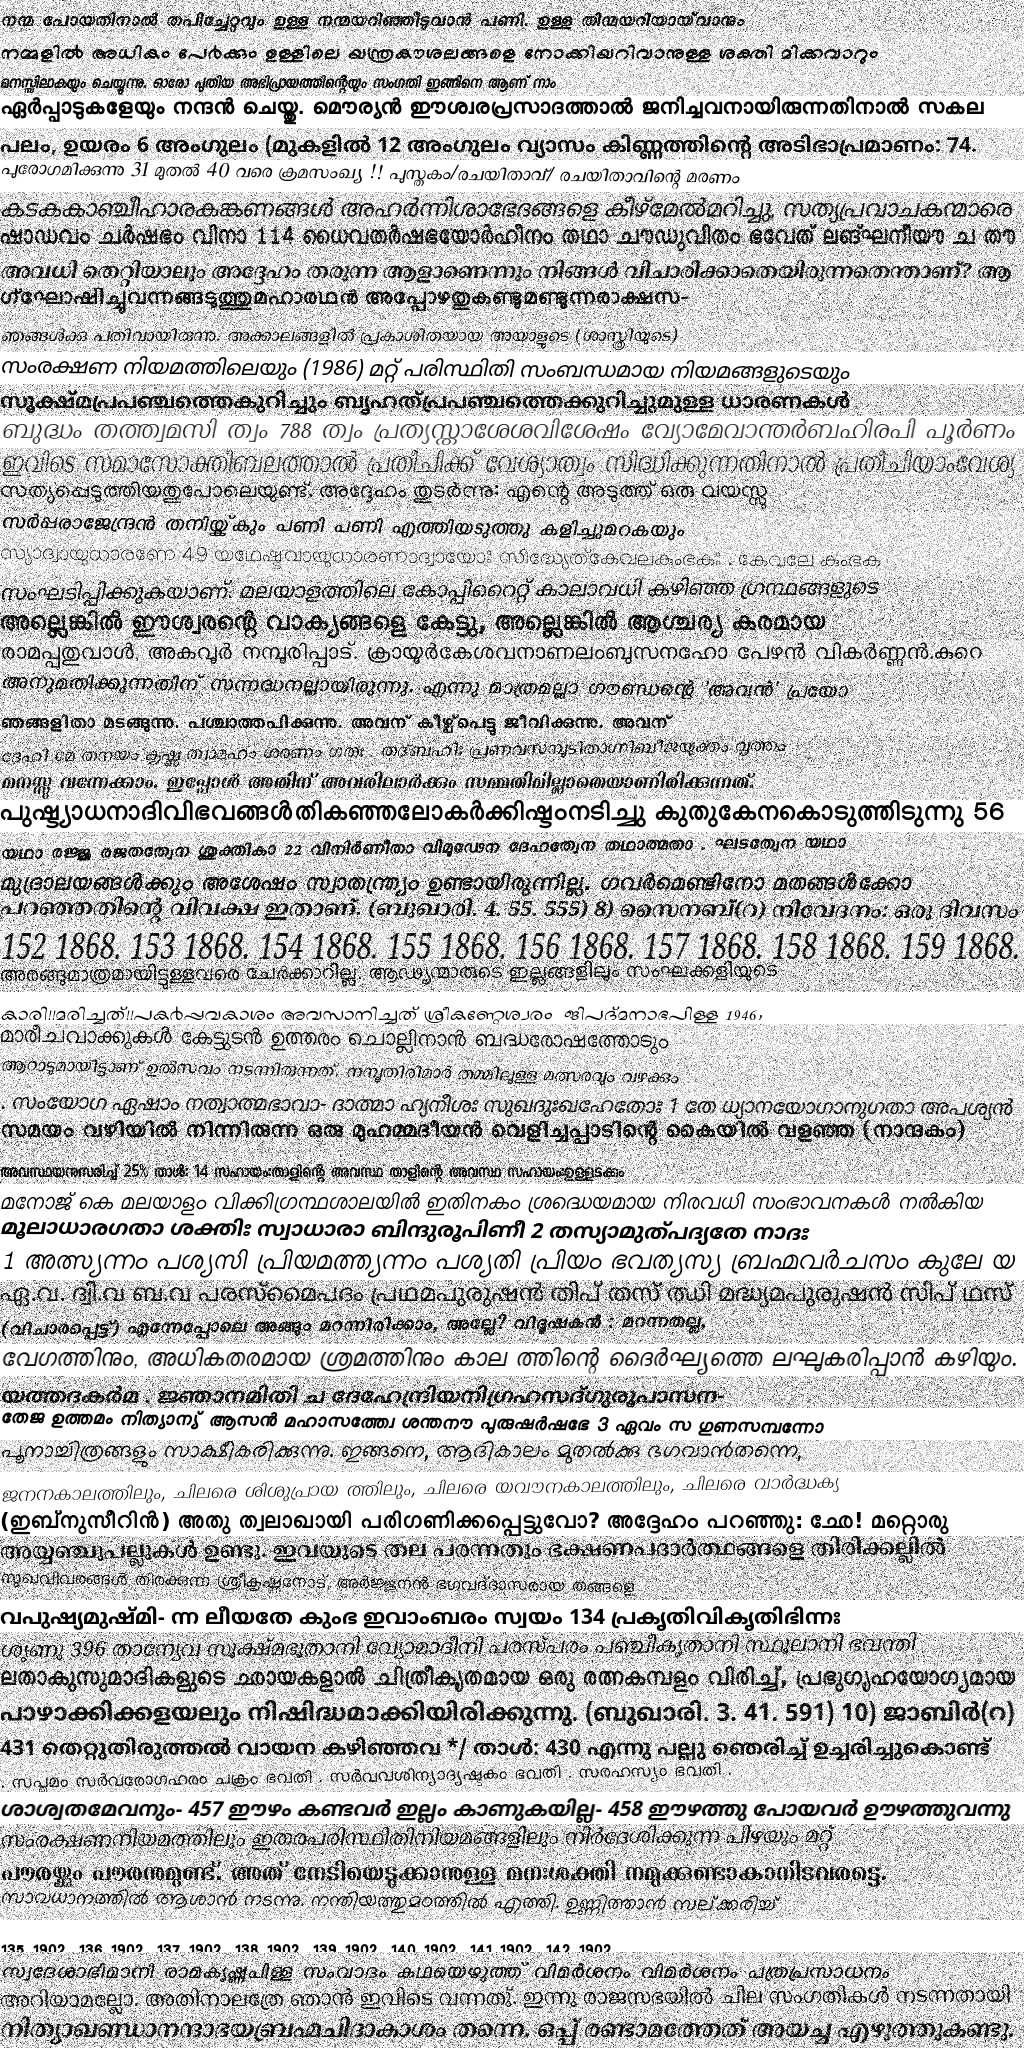 നന്മ പോയതിനാൽ തപിച്ചേറ്റവും ഉള്ള നന്മയറിഞ്ഞീടുവാൻ പണി. ഉള്ള തിന്മയറിയായ്‌വാനും
നമ്മളിൽ അധികം പേർക്കും ഉള്ളിലെ യന്ത്രകൗശലങ്ങളെ നോക്കിയറിവാനുള്ള ശക്തി മിക്കവാറും
മനസ്സിലാകയും ചെയ്യുന്നു. ഓരോ പുതിയ അഭിപ്രായത്തിന്റെയും സംഗതി ഇങ്ങിനെ ആണ് നാം
ഏർപ്പാടുകളേയും നന്ദൻ ചെയ്തു. മൌര്യൻ ഈശ്വരപ്രസാദത്താൽ ജനിച്ചവനായിരുന്നതിനാൽ സകല
പലം, ഉയരം 6 അംഗുലം (മുകളിൽ 12 അംഗുലം വ്യാസം കിണ്ണത്തിന്റെ അടിഭാപ്രമാണം: 74.
പുരോഗമിക്കുന്നു 31 മുതൽ 40 വരെ ക്രമസംഖ്യ !! പുസ്തകം/രചയിതാവ്/ രചയിതാവിന്റെ മരണം
കടകകാഞ്ചീഹാരകങ്കണങ്ങൾ അഹർന്നിശാഭേദങ്ങളെ കീഴ്മേൽമറിച്ചു, സത്യപ്രവാചകന്മാരെ
ഷാഡവം ചർഷഭം വിനാ 114 ധൈവതർഷഭയോർഹീനം തഥാ ചൗഡുവീതം ഭവേത് ലങ്ഘനീയൗ ച തൗ
അവധി തെറ്റിയാലും അദ്ദേഹം തരുന്ന ആളാണെന്നും നിങ്ങൾ വിചാരിക്കാതെയിരുന്നതെന്താണ്? ആ
ഗ്ഘോഷിച്ചുവന്നങ്ങടുത്തുമഹാരഥൻ അപ്പോഴതുകണ്ടുമണ്ടുന്നരാക്ഷസ-
ഞങ്ങൾക്കു പതിവായിരുന്നു. അക്കാലങ്ങളിൽ പ്രകാശിതയായ അയാളുടെ (ശാസ്ത്രിയുടെ)
സംരക്ഷണ നിയമത്തിലെയും (1986) മറ്റ് പരിസ്ഥിതി സംബന്ധമായ നിയമങ്ങളുടെയും
സൂക്ഷ്മപ്രപഞ്ചത്തെകുറിച്ചും ബൃഹത്പ്രപഞ്ചത്തെക്കുറിച്ചുമുള്ള ധാരണകൾ
ബുദ്ധം തത്ത്വമസി ത്വം 788 ത്വം പ്രത്യസ്റ്റാശേശവിശേഷം വ്യോമേവാന്തർബഹിരപി പൂർണം
ഇവിടെ സമാസോക്തിബലത്താൽ പ്രതീചിക്ക് വേശ്യാത്വം സിദ്ധിക്കുന്നതിനാൽ പ്രതീചിയാംവേശ്യ
സത്യപ്പെടുത്തിയതുപോലെയുണ്ട്. അദ്ദേഹം തുടർന്നു: എന്റെ അടുത്ത് ഒരു വയസ്സു
സർപ്പരാജേന്ദ്രൻ തനിയ്ക്ക്കും പണി പണി എത്തിയടുത്തു കളിച്ചുമറകയും
സ്യാദ്വായുധാരണേ 49 യഥേഷ്ടവായുധാരണാദ്വായോഃ സിദ്ധ്യേത്കേവലകുംഭകഃ . കേവലേ കുംഭക
സംഘടിപ്പിക്കുകയാണ്. മലയാളത്തിലെ കോപ്പിറൈറ്റ് കാലാവധി കഴിഞ്ഞ ഗ്രന്ഥങ്ങളുടെ
അല്ലെങ്കിൽ ഈശ്വരന്റെ വാക്യങ്ങളെ കേട്ടു, അല്ലെങ്കിൽ ആശ്ചര്യ കരമായ
രാമപ്പതുവാൾ, അകവൂർ നമ്പൂരിപ്പാട്. ക്രായൂർകേശവനാണലംബുസനഹോ പേഴൻ വികർണ്ണൻ.കുറെ
അനുമതിക്കുന്നതിന് സന്നദ്ധനല്ലായിരുന്നു. എന്നു മാത്രമല്ലാ ഗൗണ്ഡന്റെ 'അവൻ' പ്രയോ
ഞങ്ങളിതാ മടങ്ങുന്നു. പശ്ചാത്തപിക്കുന്നു. അവന് കീഴ്പ്പെട്ടു ജീവിക്കുന്നു. അവന്
ദേഹി മേ തനയം കൃഷ്ണ ത്വാമഹം ശരണം ഗതഃ . തദ്ബഹിഃ പ്രണവസമ്പുടിതാഗ്നിബീജയുക്തം വൃത്തം
മനസ്സു വന്നേക്കാം. ഇപ്പോൾ അതിന് അവരിലാർക്കും സമ്മതിമില്ലാതെയാണിരിക്കുന്നത്.
പുഷ്ട്യാധനാദിവിഭവങ്ങൾതികഞ്ഞലോകർക്കിഷ്ടംനടിച്ചു കുതുകേനകൊടുത്തിടുന്നു 56
യഥാ രജ്ജു രജതത്വേന ശുക്തികാ 22 വിനിർണീതാ വിമൂഢേന ദേഹത്വേന തഥാത്മതാ . ഘടത്വേന യഥാ
മുദ്രാലയങ്ങൾക്കും അശേഷം സ്വാതന്ത്ര്യം ഉണ്ടായിരുന്നില്ല. ഗവർമെണ്ടിനോ മതങ്ങൾക്കോ
പറഞ്ഞതിന്റെ വിവക്ഷ ഇതാണ്. (ബുഖാരി. 4. 55. 555) 8) സൈനബ്(റ) നിവേദനം: ഒരു ദിവസം
152 1868. 153 1868. 154 1868. 155 1868. 156 1868. 157 1868. 158 1868. 159 1868.
അരങ്ങുമാത്രമായിട്ടുള്ളവരെ ചേർക്കാറില്ല. ആഢ്യന്മാരുടെ ഇല്ലങ്ങളിലും സംഘക്കളിയുടെ
കാരി!!മരിച്ചത്!!പകർപ്പവകാശം അവസാനിച്ചത് ശ്രീകണ്ഠേശ്വരം ജിപദ്മനാഭപിള്ള 1946,
മാരീചവാക്കുകൾ കേട്ടുടൻ ഉത്തരം ചൊല്ലിനാൻ ബദ്ധരോഷത്തോടും
ആറാട്ടുമായിട്ടാണ് ഉൽസവം നടന്നിരുന്നത്. നമ്പൂതിരിമാർ തമ്മിലുള്ള മത്സരവും വഴക്കും
. സംയോഗ ഏഷാം നത്വാത്മഭാവാ- ദാത്മാ ഹ്യനീശഃ സുഖദുഃഖഹേതോഃ 1 തേ ധ്യാനയോഗാനുഗതാ അപശ്യൻ
സമയം വഴിയിൽ നിന്നിരുന്ന ഒരു മുഹമ്മദീയൻ വെളിച്ചപ്പാടിന്റെ കൈയിൽ വളഞ്ഞ (നാന്ദകം)
അവസ്ഥായനുസരിച്ച് 25% താൾ: 14 സഹായം:താളിന്റെ അവസ്ഥ താളിന്റെ അവസ്ഥ സഹായം:ഉള്ളടക്കം
മനോജ് കെ മലയാളം വിക്കിഗ്രന്ഥശാലയിൽ ഇതിനകം ശ്രദ്ധേയമായ നിരവധി സംഭാവനകൾ നൽകിയ
മൂലാധാരഗതാ ശക്തിഃ സ്വാധാരാ ബിന്ദുരൂപിണീ 2 തസ്യാമുത്പദ്യതേ നാദഃ
1 അത്സ്യന്നം പശ്യസി പ്രിയമത്ത്യന്നം പശ്യതി പ്രിയം ഭവത്യസ്യ ബ്രഹ്മവർചസം കുലേ യ
ഏ.വ. ദ്വി.വ ബ.വ പരസ്മൈപദം പ്രഥമപുരുഷൻ തിപ് തസ് ഝി മദ്ധ്യമപുരുഷൻ സിപ് ഥസ്
(വിചാരപ്പെട്ട്) എന്നേപ്പോലെ അങ്ങും മറന്നിരിക്കാം, അല്ലേ? വിദൂഷകൻ : മറന്നതല്ല,
വേഗത്തിനും, അധികതരമായ ശ്രമത്തിനും കാല ത്തിന്റെ ദൈർഘ്യത്തെ ലഘൂകരിപ്പാൻ കഴിയും.
യത്തദകർമ . ജ്ഞാനമിതി ച ദേഹേന്ദ്രിയനിഗ്രഹസദ്ഗുരൂപാസന-
തേജ ഉത്തമം നിത്യാന്യ് ആസൻ മഹാസത്ത്വേ ശന്തനൗ പുരുഷർഷഭേ 3 ഏവം സ ഗുണസമ്പന്നോ
പൂനാച്ചിത്രങ്ങളും സാക്ഷീകരിക്കുന്നു. ഇങ്ങനെ, ആദികാലം മുതൽക്കു ഭഗവാൻതന്നെ,
ജനനകാലത്തിലും, ചിലരെ ശിശുപ്രായ ത്തിലും, ചിലരെ യവൗനകാലത്തിലും, ചിലരെ വാർദ്ധക്യ
(ഇബ്നുസീറിൻ) അതു ത്വലാഖായി പരിഗണിക്കപ്പെട്ടുവോ? അദ്ദേഹം പറഞ്ഞു: ഛേ! മറ്റൊരു
അയ്യഞ്ചുപല്ലുകൾ ഉണ്ടു. ഇവയുടെ തല പരന്നതും ഭക്ഷണപദാർത്ഥങ്ങളെ തിരിക്കല്ലിൽ
സുഖവിവരങ്ങൾ തിരക്കുന്ന ശ്രീകൃഷ്ണനോട്, അർജ്ജുനൻ ഭഗവദ്ദാസരായ തങ്ങളെ
വപുഷ്യമുഷ്മി- ന്ന ലീയതേ കുംഭ ഇവാംബരം സ്വയം 134 പ്രകൃതിവികൃതിഭിന്നഃ
ശൃണു 396 താന്യേവ സൂക്ഷ്മഭൂതാനി വ്യോമാദീനി പരസ്പരം പഞ്ചീകൃതാനി സ്ഥൂലാനി ഭവന്തി
ലതാകുസുമാദികളുടെ ഛായകളാൽ ചിത്രീകൃതമായ ഒരു രത്നകമ്പളം വിരിച്ച്, പ്രഭുഗൃഹയോഗ്യമായ
പാഴാക്കിക്കളയലും നിഷിദ്ധമാക്കിയിരിക്കുന്നു. (ബുഖാരി. 3. 41. 591) 10) ജാബിർ(റ)
431 തെറ്റുതിരുത്തൽ വായന കഴിഞ്ഞവ */ താൾ: 430 എന്നു പല്ലു ഞെരിച്ച് ഉച്ചരിച്ചുകൊണ്ട്
. സപ്തമം സർവരോഗഹരം ചക്രം ഭവതി . സർവവശിന്യാദ്യഷ്ടകം ഭവതി . സരഹസ്യം ഭവതി .
ശാശ്വതമേവനും- 457 ഈഴം കണ്ടവർ ഇല്ലം കാണുകയില്ല- 458 ഈഴത്തു പോയവർ ഊഴത്തുവന്നു
സംരക്ഷണനിയമത്തിലും ഇതരപരിസ്ഥിതിനിയമങ്ങളിലും നിർദേശിക്കുന്ന പിഴയും മറ്റ്
പൗരയ്യും പൗരന്തുമുണ്ട്. അത് നേടിയെടുക്കാനുള്ള മനഃശക്തി നമുക്കുണ്ടാകാനിടവരട്ടെ.
സാവധാനത്തിൽ ആശാൻ നടന്നു. നന്തിയത്തുമഠത്തിൽ എത്തി. ഉണ്ണിത്താൻ സല്ക്കരിച്ച്
135 1902. 136 1902. 137 1902. 138 1902. 139 1902. 140 1902. 141 1902. 142 1902.
സ്വദേശാഭിമാനി രാമകൃഷ്ണപിള്ള സംവാദം കഥയെഴുത്ത് വിമർശനം വിമർശനം പത്രപ്രസാധനം
അറിയാമല്ലോ. അതിനാലത്രേ ഞാൻ ഇവിടെ വന്നതു്. ഇന്നു രാജസഭയിൽ ചില സംഗതികൾ നടന്നതായി
നിത്യാഖണ്ഡാനന്ദാഭയബ്രഹ്മചിദാകാശം തന്നെ. ഒപ്പ് രണ്ടാമത്തേത് അയച്ച എഴുത്തുകണ്ടു.